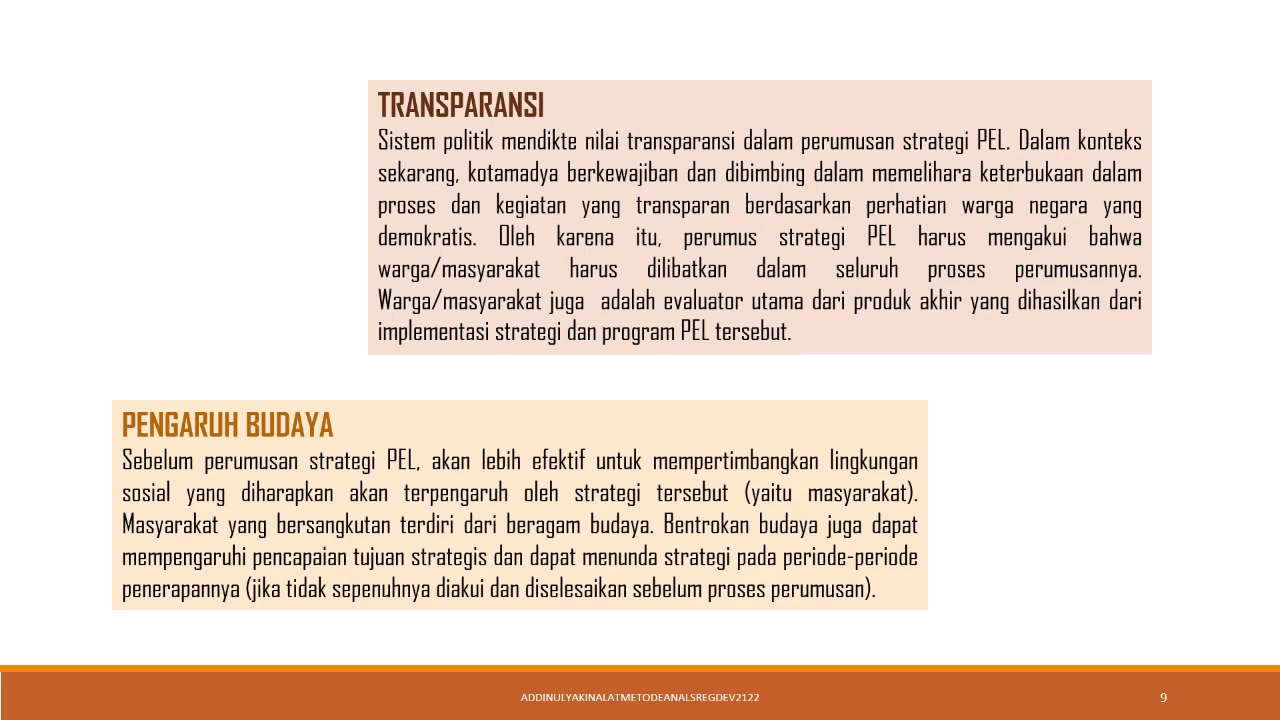 TRANSPARANSI
Sistem politik mendikte nilai transparansi dalam perumusan strategi PEL. Dalam konteks
sekarang, kotamadya berkewajiban dan dibimbing dalam memelihara keterbukaan dalam
proses dan kegiatan yang transparan berdasarkan perhatian warga negara yang
demokratis. Oleh karena itu, perumus strategi PEL harus mengakui bahwa
warga/masyarakat harus dilibatkan dalam seluruh proses perumusannya.
Warga/masyarakat juga adalah evaluator utama dari produk akhir yang dihasilkan dari
implementasi strategi dan program PEL tersebut.
PENGARUH BUDAYA
Sebelum perumusan strategi PEL, akan lebih efektif untuk mempertimbangkan lingkungan
sosial yang diharapkan akan terpengaruh oleh strategi tersebut (yaitu masyarakat).
Masyarakat yang bersangkutan terdiri dari beragam budaya. Bentrokan budaya juga dapat
mempengaruhi pencapaian tujuan strategis dan dapat menunda strategi pada periode-periode
penerapannya (jika tidak sepenuhnya diakui dan diselesaikan sebelum proses perumusan).
ADDINULYAKINALATMETODEANALSREGDEV2122
9